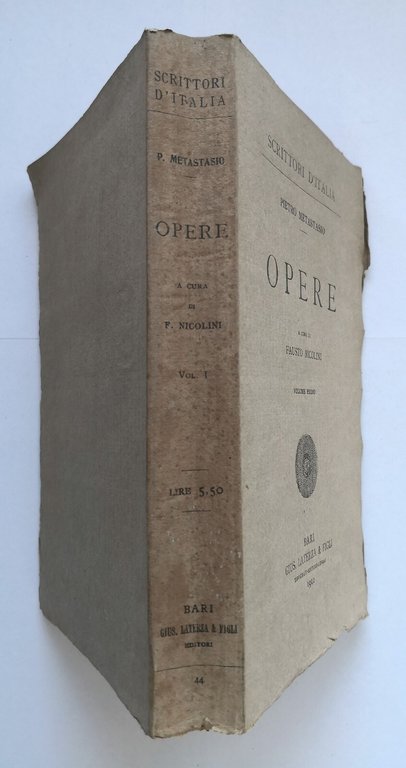 SCRITTORI
D'ITALIA
P. METASTASIO
OPERE
A CURA
DI
F. NICOLINI
VOL. I
LIRE 5,50
BARI
GIUS. LATERZA & FIGLI
EDITORI
44
SCRITTORI D'ITALIA
PIETRO METASTASIO
OPERE
A CURA DI
FAUSTO NICOLINI
VOLUME PRIMO
BARI
GIUS. LATERZA & FIGLI